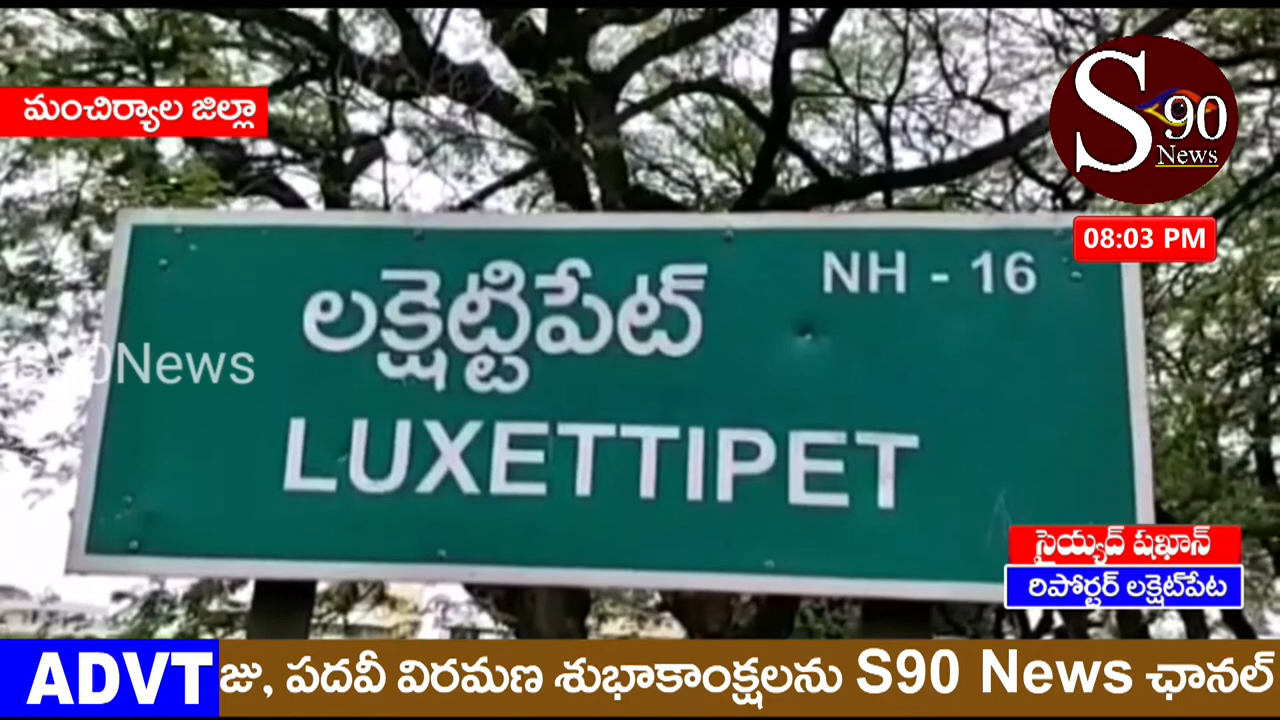 మంచిర్యాల జిల్లా
S90
News
08:03 PM
NH - 16
లక్షెట్టిపేట్
S90News
LUXETTIPET
సైయ్యద్ షఖాన్
రిపోర్టర్ లక్షెట్‌పేట
ADVT జు, పదవీ విరమణ శుభాకాంక్షలను S90 News ఛానల్